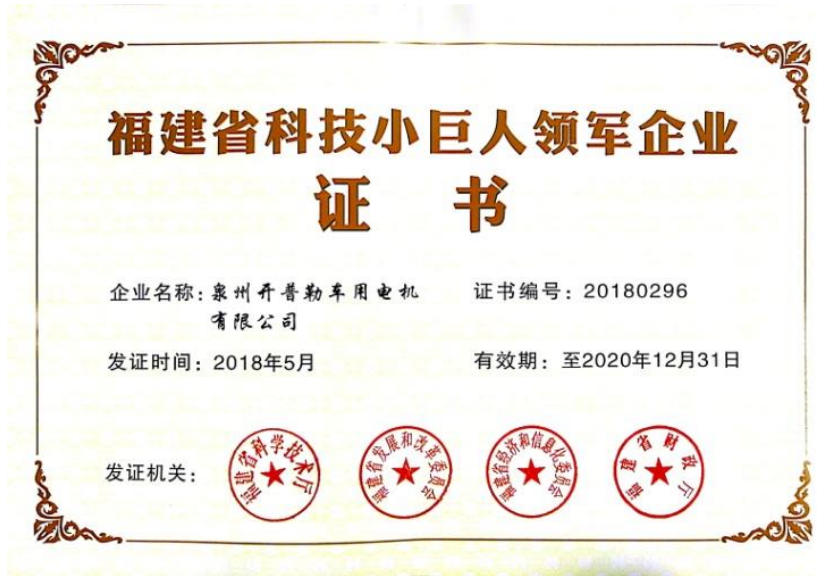 福建省科技小巨人领军企业
证书
企业名称：泉州开普勒车用电机
有限公司
证书编号：20180296
发证时间：2018年5月
有效期：至2020年12月31日
发证机关：
福建省科学技术厅
福建省发展和改革委员会
福建省经济和信息化委员会
福建省财政厅